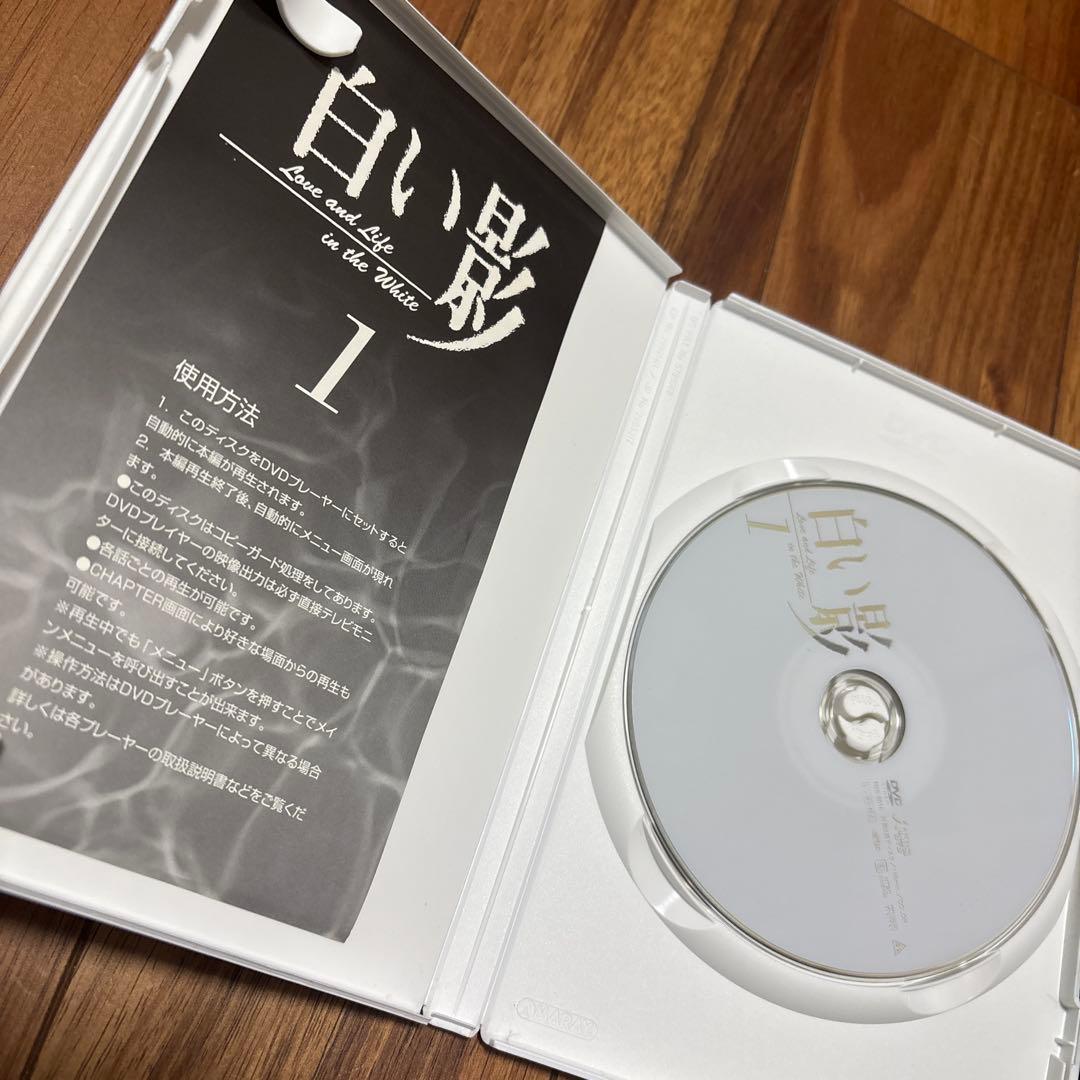 白い影
Love and Life
in the White
1
使用方法
1．このディスクをDVDプレーヤーにセットすると
自動的に本編が再生されます。
2．本編再生終了後、自動的にメニュー画面が現れ
ます。
●このディスクはコピーガード処理をしてあります。
DVDプレイヤーの映像出力は必ず直接テレビモニ
ターに接続してください。
●各話ごとの再生が可能です。
●CHAPTER画面により好きな場面からの再生も
可能です。
※再生中でも「メニュー」ボタンを押すことでメイ
ンメニューを呼び出すことが出来ます。
※操作方法はDVDプレーヤーによって異なる場合
があります。
詳しくは各プレーヤーの取扱説明書などをご覧くだ
さい。
白い影
Love and Life
in the White
1
DVD
AMARAY